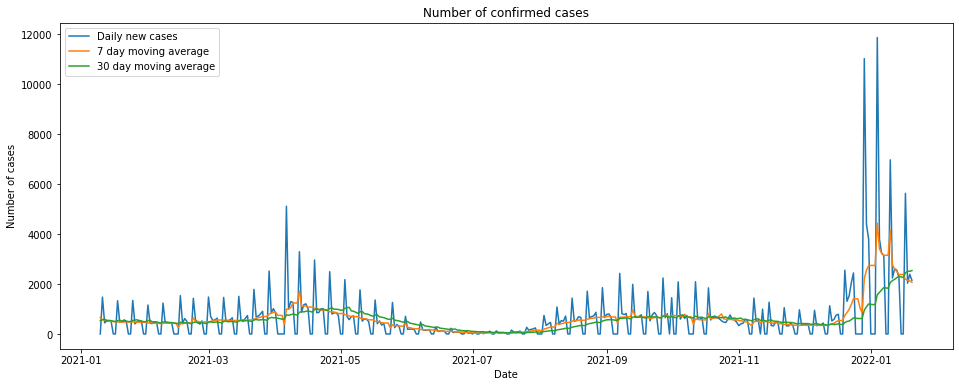 Number of confirmed cases
Daily new cases
7 day moving average
30 day moving average
Number of cases
12000
10000
8000
6000
4000
2000
0
2021-01 2021-03 2021-05 2021-07 2021-09 2021-11 2022-01
Date